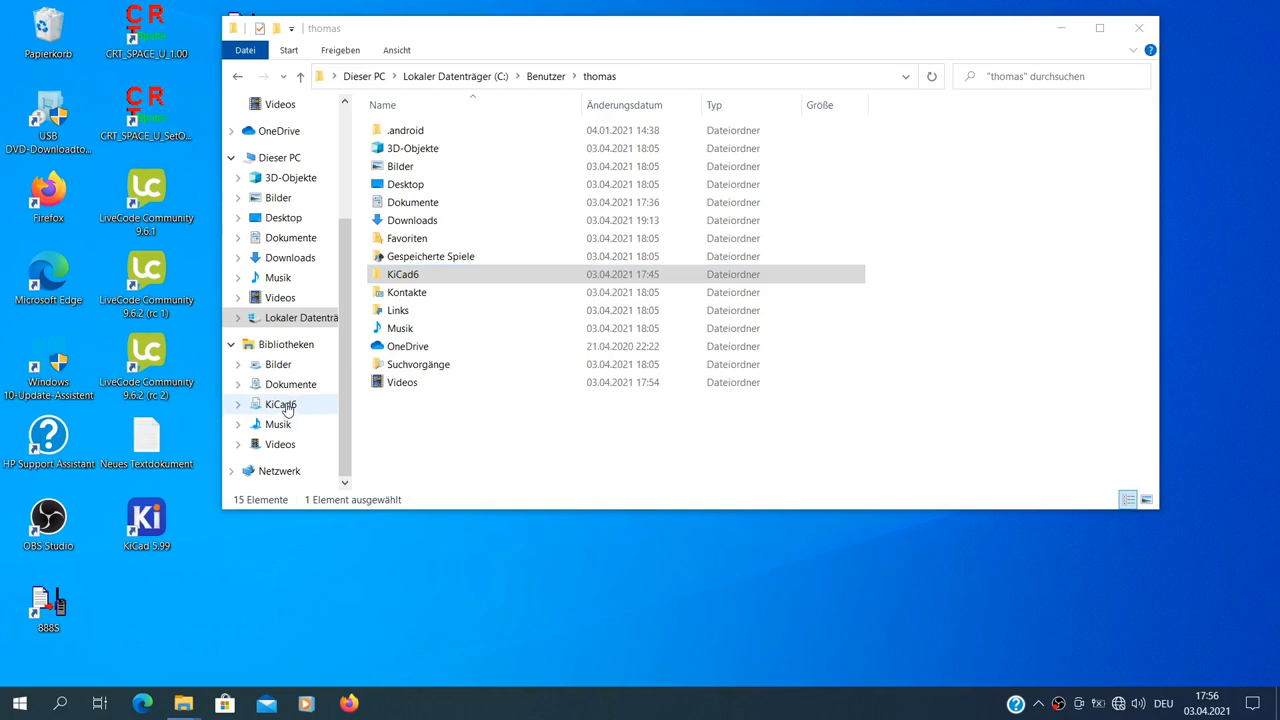 Papierkorb
CRT_SPACE_U_1.00
USB
DVD-Downloadto...
CRT_SPACE_U_SetO...
Firefox
LiveCode Community
9.6.1
Microsoft Edge
LiveCode Community
9.6.2 (rc 1)
Windows
10-Update-Assistent
LiveCode Community
9.6.2 (rc 2)
HP Support Assistant
Neues Textdokument
OBS Studio
KiCad 5.99
888S
thomas
Datei Start Freigeben Ansicht
Dieser PC Lokaler Datenträger (C:) Benutzer thomas
"thomas" durchsuchen
Videos
OneDrive
Dieser PC
3D-Objekte
Bilder
Desktop
Dokumente
Downloads
Musik
Videos
Lokaler Datenträ
Bibliotheken
Bilder
Dokumente
KiCad6
Musik
Videos
Netzwerk
Name Änderungsdatum Typ Größe
.android 04.01.2021 14:38 Dateiordner
3D-Objekte 03.04.2021 18:05 Dateiordner
Bilder 03.04.2021 18:05 Dateiordner
Desktop 03.04.2021 18:05 Dateiordner
Dokumente 03.04.2021 17:36 Dateiordner
Downloads 03.04.2021 19:13 Dateiordner
Favoriten 03.04.2021 18:05 Dateiordner
Gespeicherte Spiele 03.04.2021 18:05 Dateiordner
KiCad6 03.04.2021 17:45 Dateiordner
Kontakte 03.04.2021 18:05 Dateiordner
Links 03.04.2021 18:05 Dateiordner
Musik 03.04.2021 18:05 Dateiordner
OneDrive 21.04.2020 22:22 Dateiordner
Suchvorgänge 03.04.2021 18:05 Dateiordner
Videos 03.04.2021 17:54 Dateiordner
15 Elemente 1 Element ausgewählt
DEU
17:56
03.04.2021